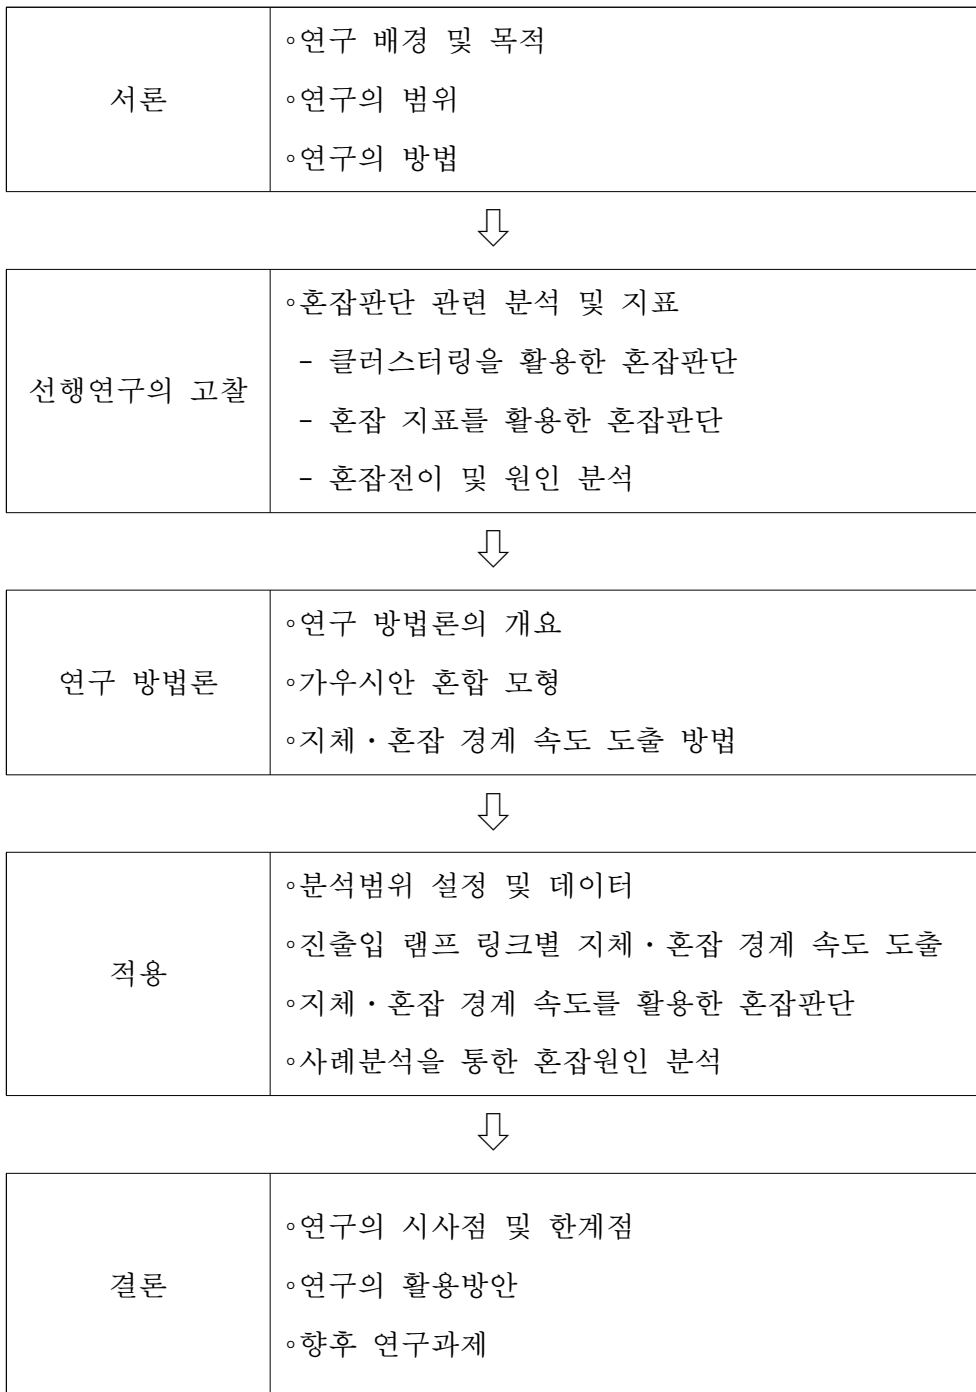 서론
◦연구 배경 및 목적
◦연구의 범위
◦연구의 방법
⇩
선행연구의 고찰
◦혼잡판단 관련 분석 및 지표
- 클러스터링을 활용한 혼잡판단
- 혼잡 지표를 활용한 혼잡판단
- 혼잡전이 및 원인 분석
⇩
연구 방법론
◦연구 방법론의 개요
◦가우시안 혼합 모형
◦지체・혼잡 경계 속도 도출 방법
⇩
적용
◦분석범위 설정 및 데이터
◦진출입 램프 링크별 지체・혼잡 경계 속도 도출
◦지체・혼잡 경계 속도를 활용한 혼잡판단
◦사례분석을 통한 혼잡원인 분석
⇩
결론
◦연구의 시사점 및 한계점
◦연구의 활용방안
◦향후 연구과제